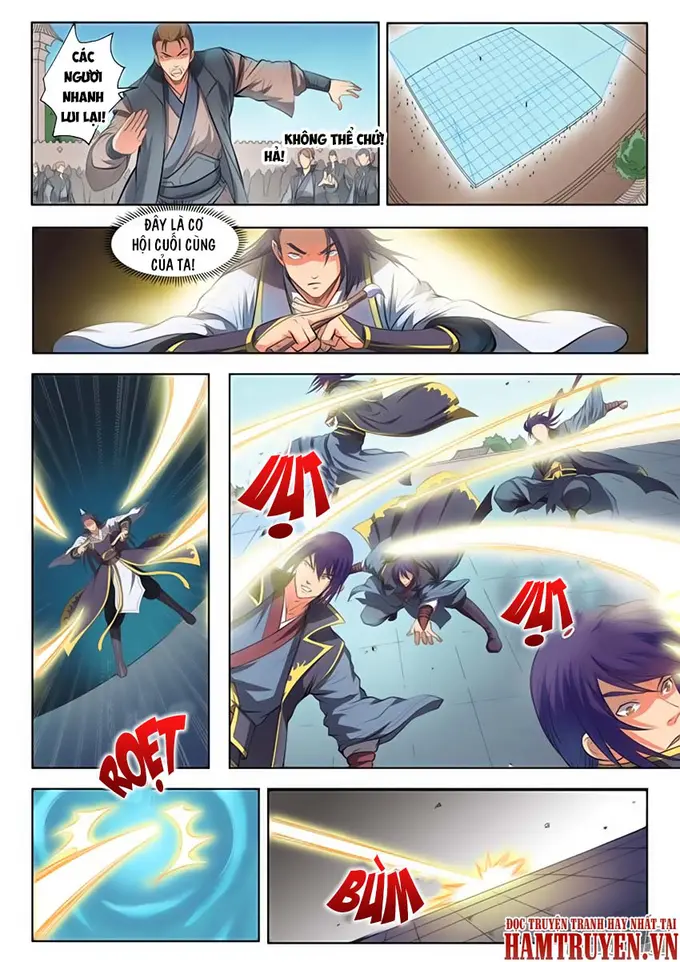 CÁC
NGƯƠI
NHANH
LUI LẠI!
KHÔNG THỂ CHỨ!
HẢ!
ĐÂY LÀ CƠ
HỘI CUỐI CÙNG
CỦA TA!
VỤT
VỤT
ROẸT
BÙM
ĐỌC TRUYỆN TRANH HAY NHẤT TẠI
HAMTRUYEN.VN